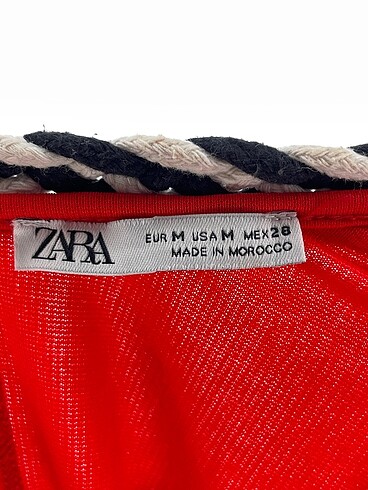 ZARA
EUR M USA M MEX 28
MADE IN MOROCCO